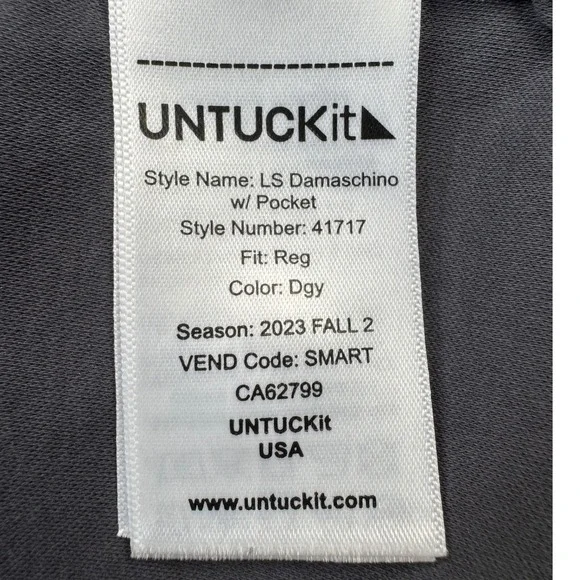 UNTUCKit
Style Name: LS Damaschino
w/ Pocket
Style Number: 41717
Fit: Reg
Color: Dgy
Season: 2023 FALL 2
VEND Code: SMART
CA62799
UNTUCKit
USA
www.untuckit.com